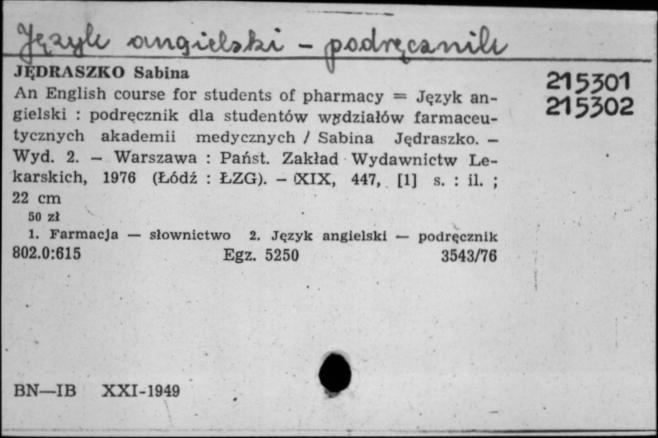 Język angielski - podręcznik
JĘDRASZKO Sabina
215301
An English course for students of pharmacy = Język an-
215302
gielski : podręcznik dla studentów wydziałów farmaceu-
tycznych akademii medycznych / Sabina Jędraszko. —
Wyd. 2. — Warszawa : Państ. Zakład Wydawnictw Le-
karskich, 1976 (Łódź : ŁZG). — XIX, 447, [1] s. : il. ;
22 cm
50 zł
1. Farmacja — słownictwo 2. Język angielski — podręcznik
802.0:615 Egz. 5250 3543/76
BN—IB XXI-1949